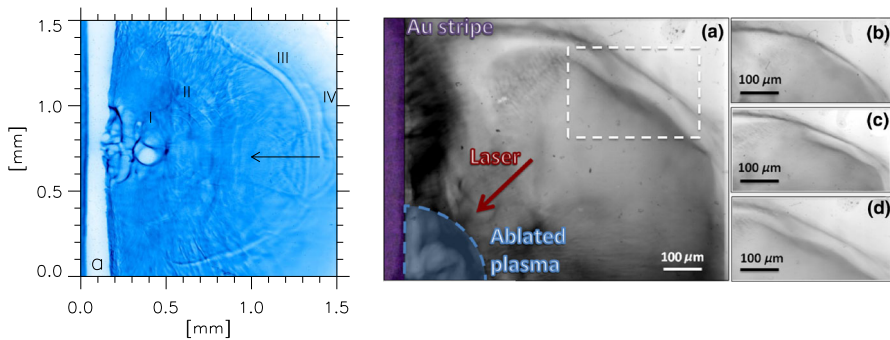 1.5
1.0
0.5
0.0
[mm]
I
II
III
IV
a
0.0
0.5
1.0
1.5
[mm]
Au stripe
(a)
Laser
Ablated
plasma
100 µm
(b)
100 µm
(c)
100 µm
(d)
100 µm